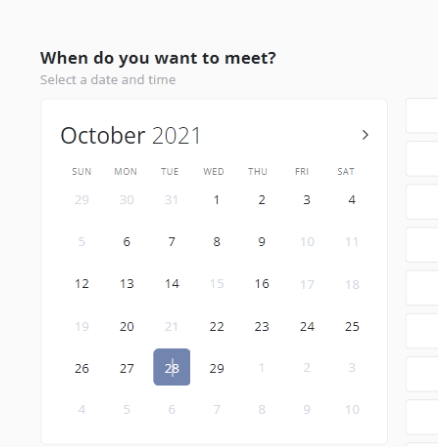 When do you want to meet?
Select a date and time
October 2021 >
SUN MON TUE WED THU FRI SAT
29 30 31 1 2 3 4
5 6 7 8 9 10 11
12 13 14 15 16 17 18
19 20 21 22 23 24 25
26 27 28 29 1 2 3
4 5 6 7 8 9 10